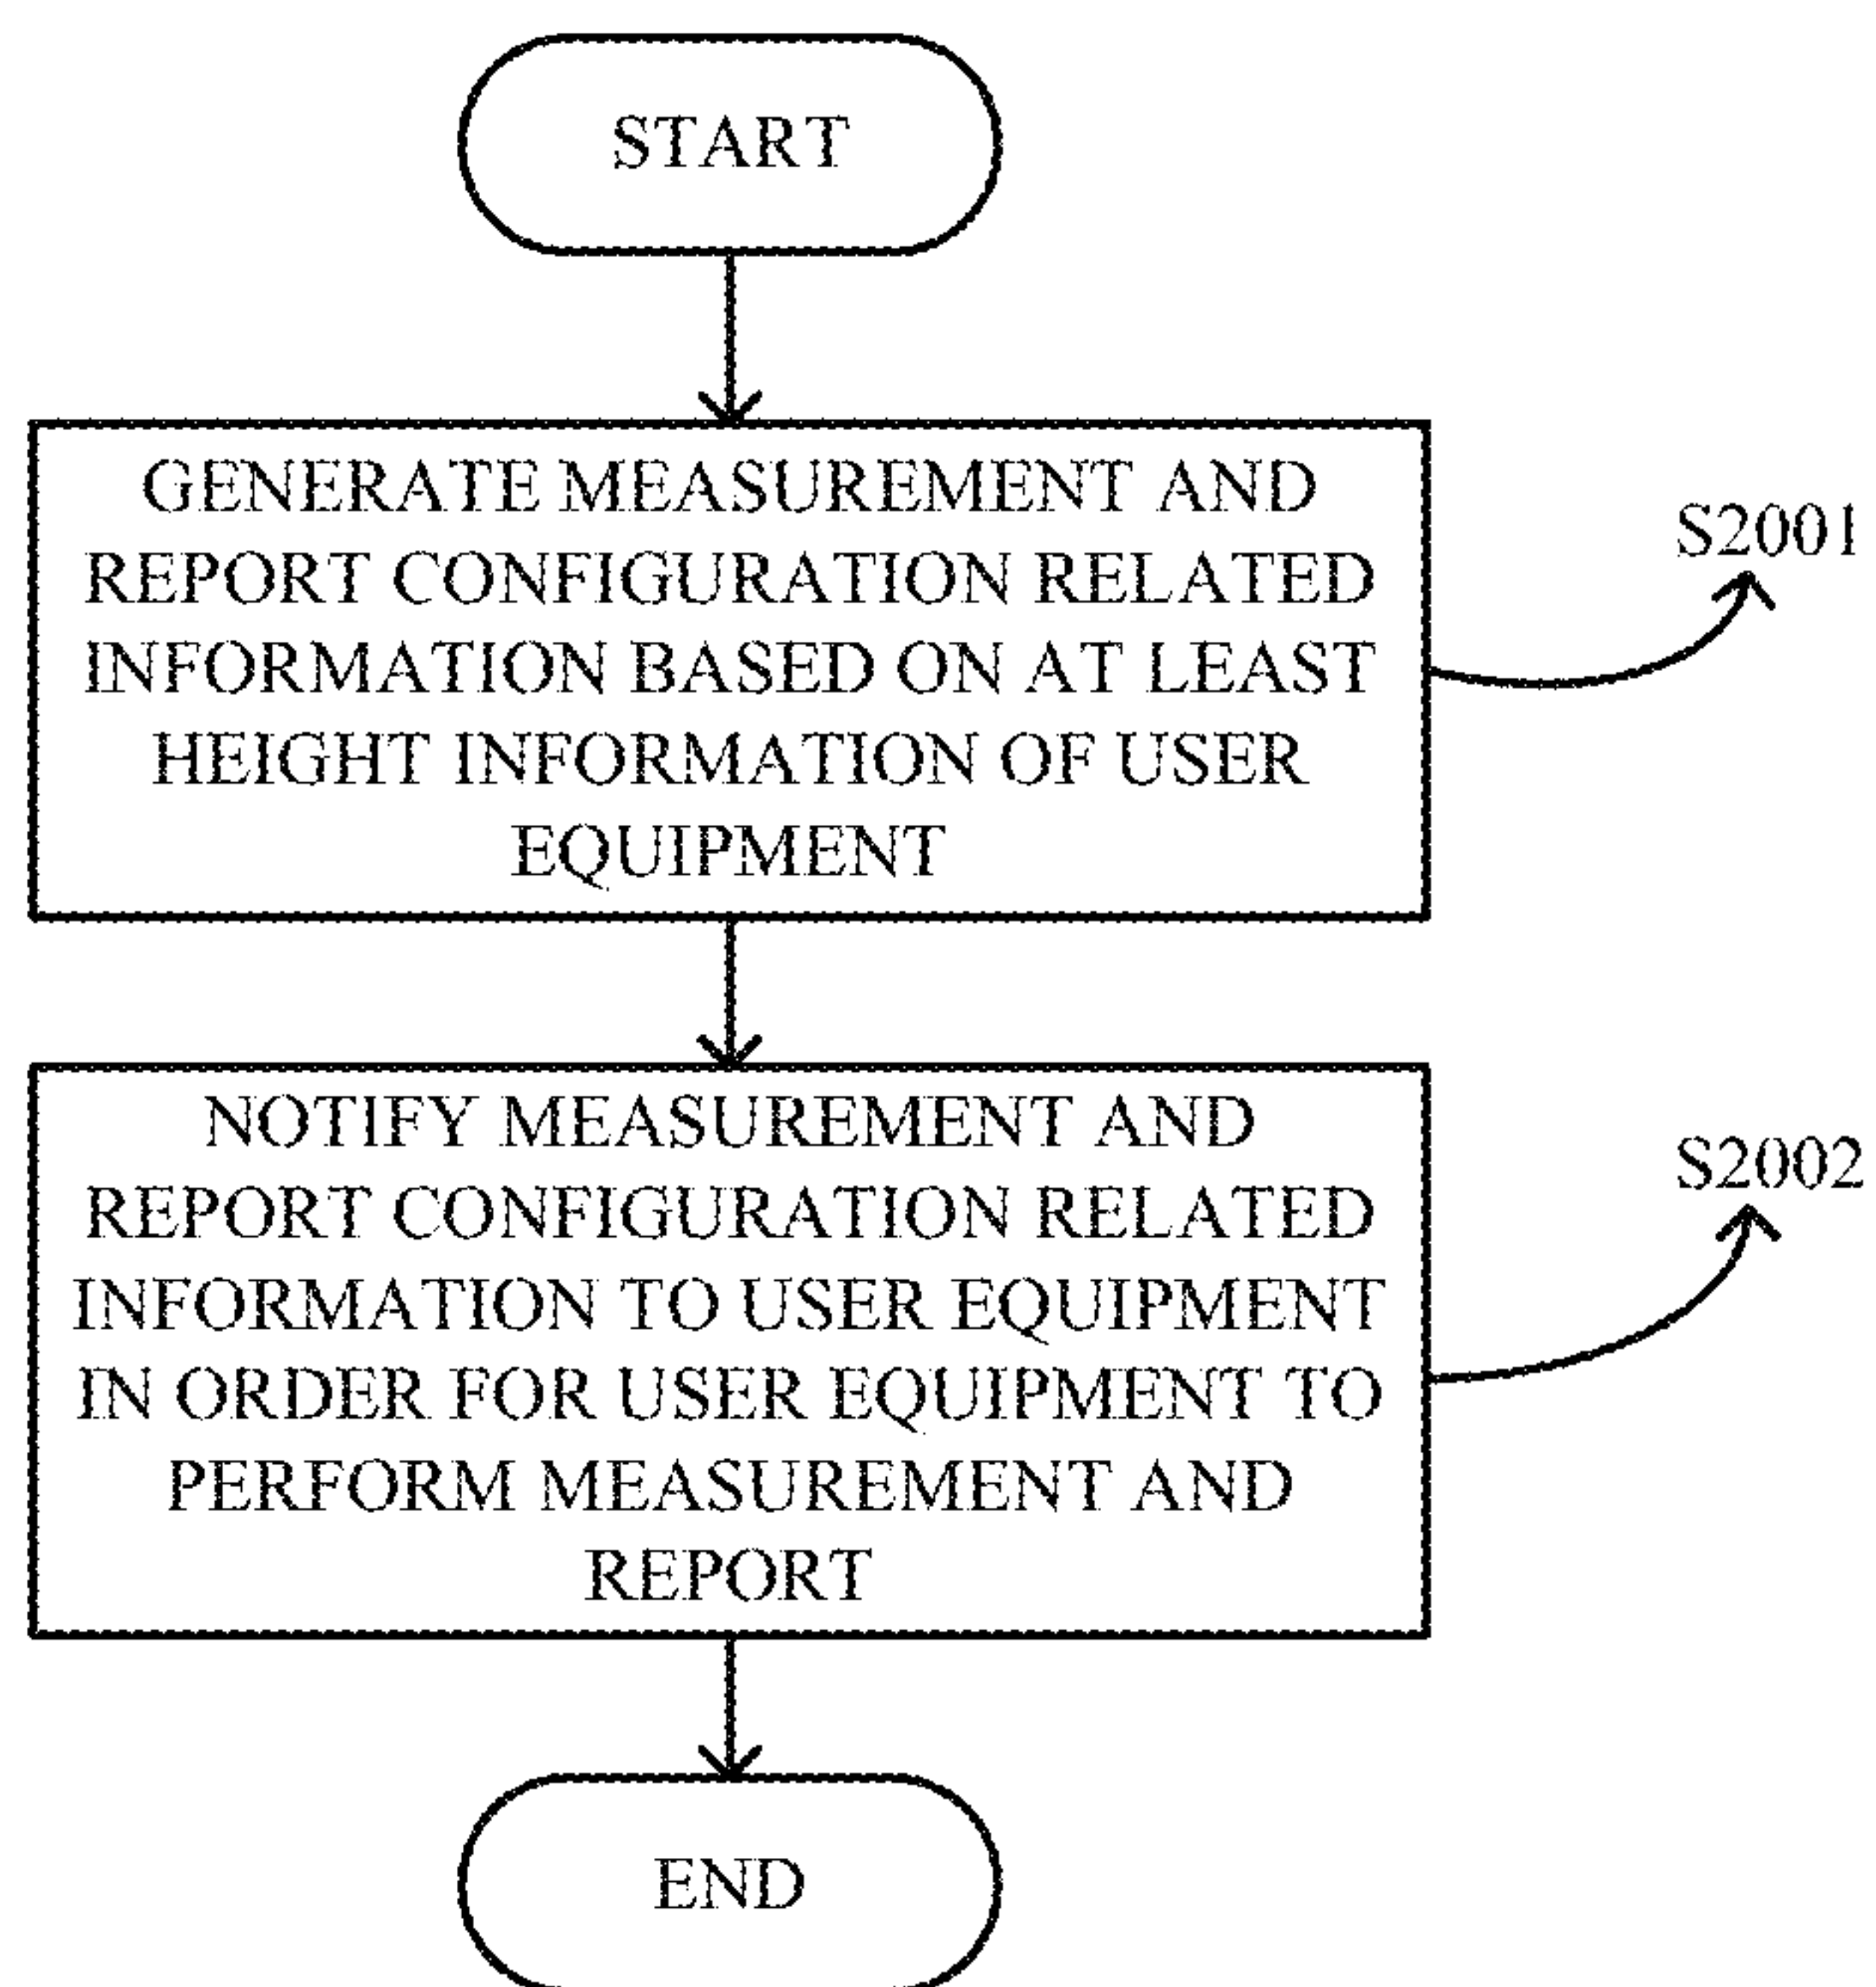 START
GENERATE MEASUREMENT AND
REPORT CONFIGURATION RELATED
INFORMATION BASED ON AT LEAST
HEIGHT INFORMATION OF USER
EQUIPMENT
S2001
NOTIFY MEASUREMENT AND
REPORT CONFIGURATION RELATED
INFORMATION TO USER EQUIPMENT
IN ORDER FOR USER EQUIPMENT TO
PERFORM MEASUREMENT AND
REPORT
S2002
END